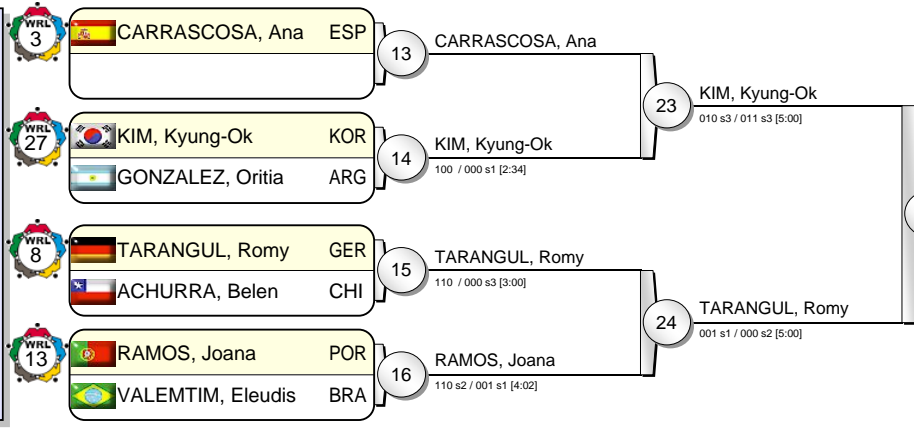 WRL
3
CARRASCOSA, Ana ESP
WRL
27
KIM, Kyung-Ok KOR
GONZALEZ, Oritia ARG
WRL
8
TARANGUL, Romy GER
ACHURRA, Belen CHI
WRL
13
RAMOS, Joana POR
VALEMTIM, Eleudis BRA
13
CARRASCOSA, Ana
14
KIM, Kyung-Ok
100 / 000 s1 [2:34]
15
TARANGUL, Romy
110 / 000 s3 [3:00]
16
RAMOS, Joana
110 s2 / 001 s1 [4:02]
23
KIM, Kyung-Ok
010 s3 / 011 s3 [5:00]
24
TARANGUL, Romy
001 s1 / 000 s2 [5:00]